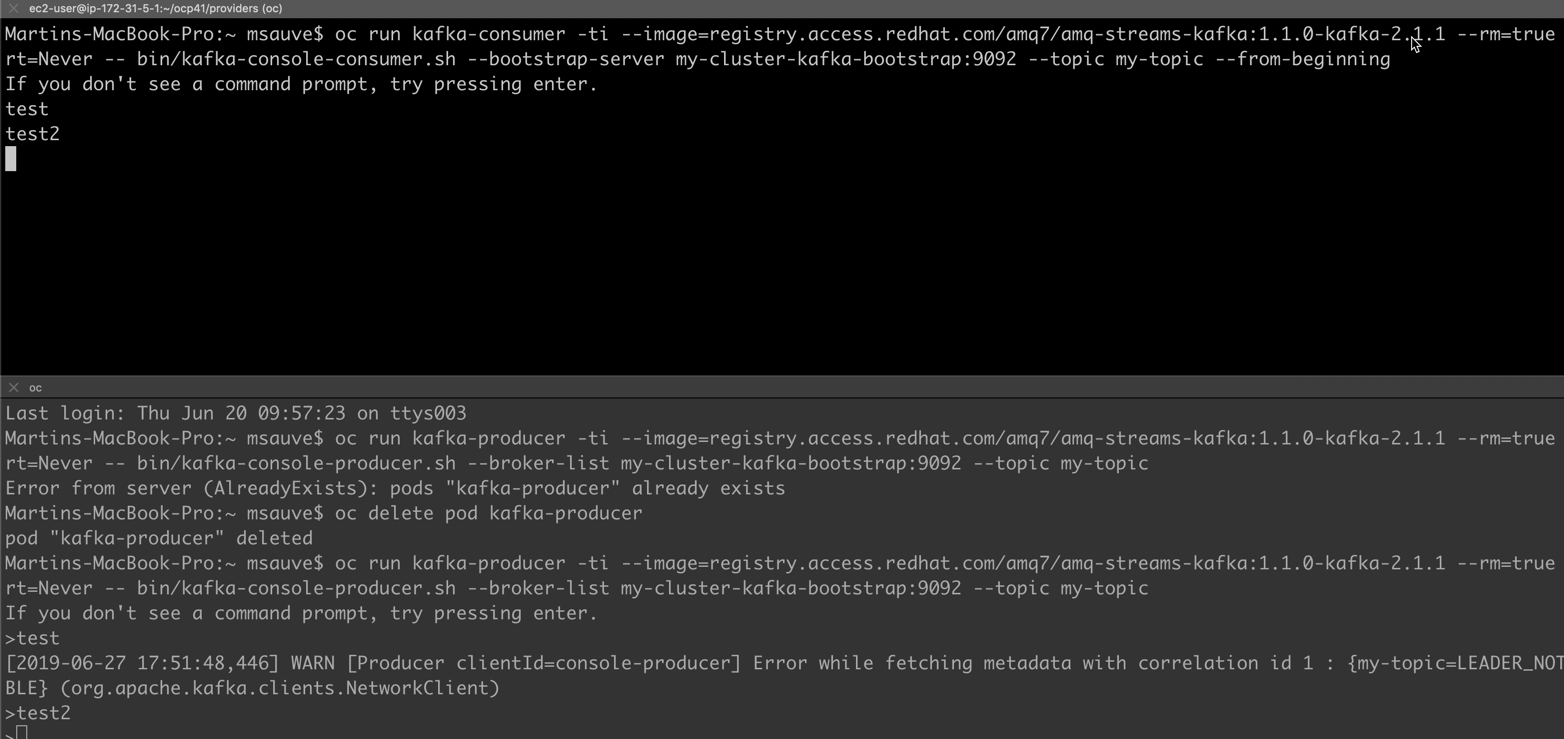 ec2-user@ip-172-31-5-1:~/ocp41/providers (oc)
Martins-MacBook-Pro:~ msauve$ oc run kafka-consumer -ti --image=registry.access.redhat.com/amq7/amq-streams-kafka:1.1.0-kafka-2.1.1 --rm=true
rt=Never -- bin/kafka-console-consumer.sh --bootstrap-server my-cluster-kafka-bootstrap:9092 --topic my-topic --from-beginning
If you don't see a command prompt, try pressing enter.
test
test2
oc
Last login: Thu Jun 20 09:57:23 on ttys003
Martins-MacBook-Pro:~ msauve$ oc run kafka-producer -ti --image=registry.access.redhat.com/amq7/amq-streams-kafka:1.1.0-kafka-2.1.1 --rm=true
rt=Never -- bin/kafka-console-producer.sh --broker-list my-cluster-kafka-bootstrap:9092 --topic my-topic
Error from server (AlreadyExists): pods "kafka-producer" already exists
Martins-MacBook-Pro:~ msauve$ oc delete pod kafka-producer
pod "kafka-producer" deleted
Martins-MacBook-Pro:~ msauve$ oc run kafka-producer -ti --image=registry.access.redhat.com/amq7/amq-streams-kafka:1.1.0-kafka-2.1.1 --rm=true
rt=Never -- bin/kafka-console-producer.sh --broker-list my-cluster-kafka-bootstrap:9092 --topic my-topic
If you don't see a command prompt, try pressing enter.
>test
[2019-06-27 17:51:48,446] WARN [Producer clientId=console-producer] Error while fetching metadata with correlation id 1 : {my-topic=LEADER_NOT
BLE} (org.apache.kafka.clients.NetworkClient)
>test2
>